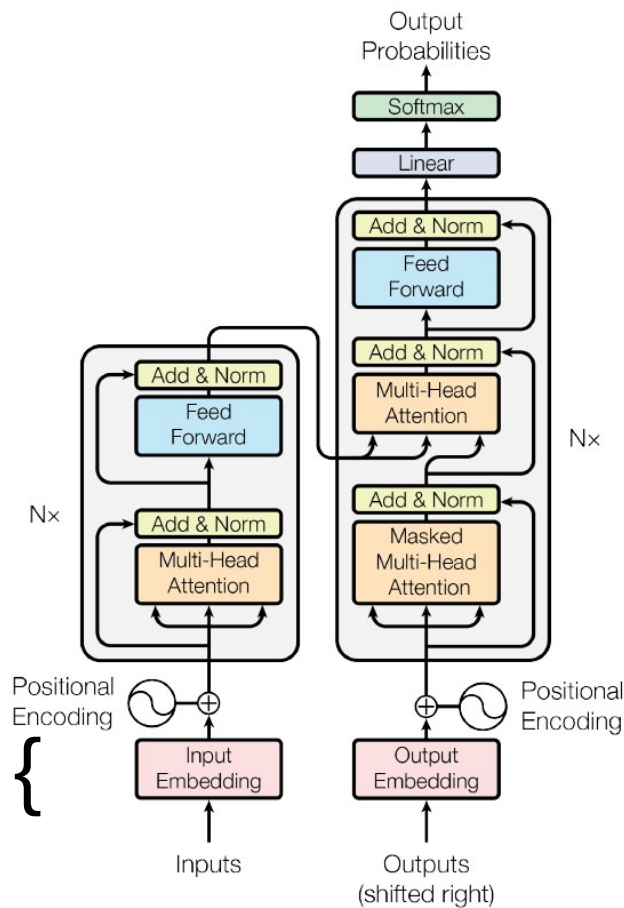 Output
Probabilities
Softmax
Linear
Add & Norm
Feed
Forward
Add & Norm
Multi-Head
Attention
Add & Norm
Masked
Multi-Head
Attention
Nx
Add & Norm
Feed
Forward
Add & Norm
Multi-Head
Attention
Nx
Positional
Encoding
Positional
Encoding
{
Input
Embedding
Output
Embedding
Inputs
Outputs
(shifted right)